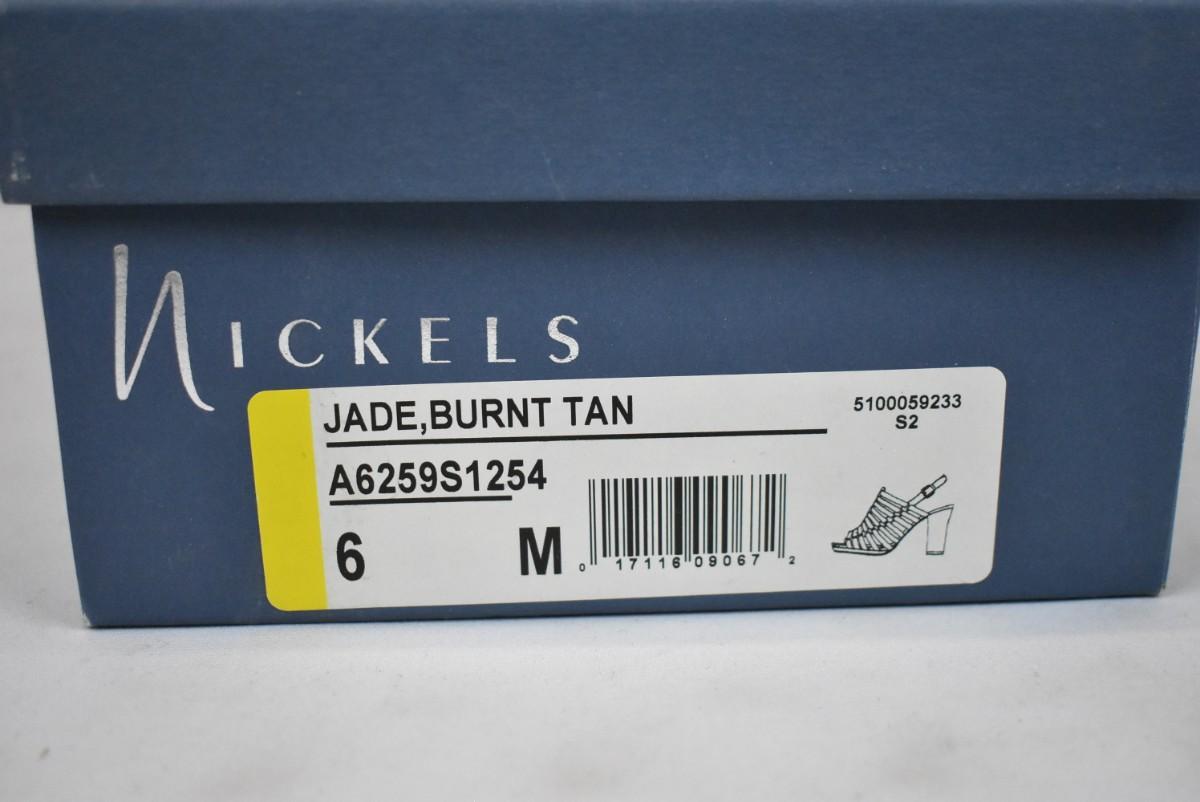 NICKELS
JADE,BURNT TAN
5100059233
S2
A6259S1254
6 M
0 17116 09067 2